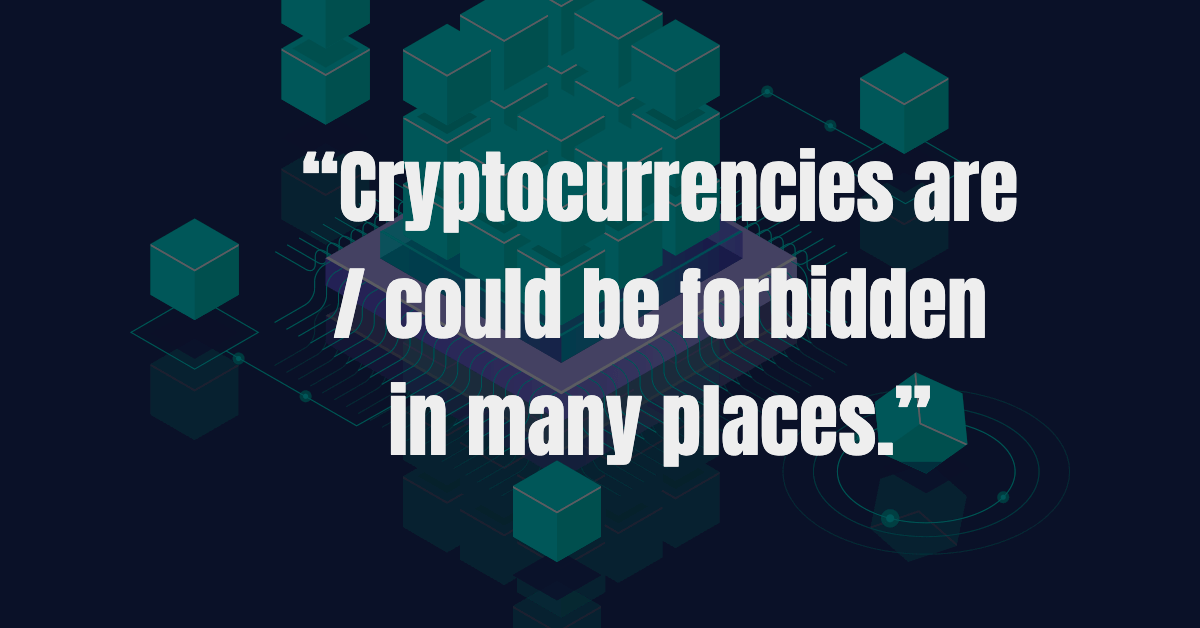 “Cryptocurrencies are
/ could be forbidden
in many places.”